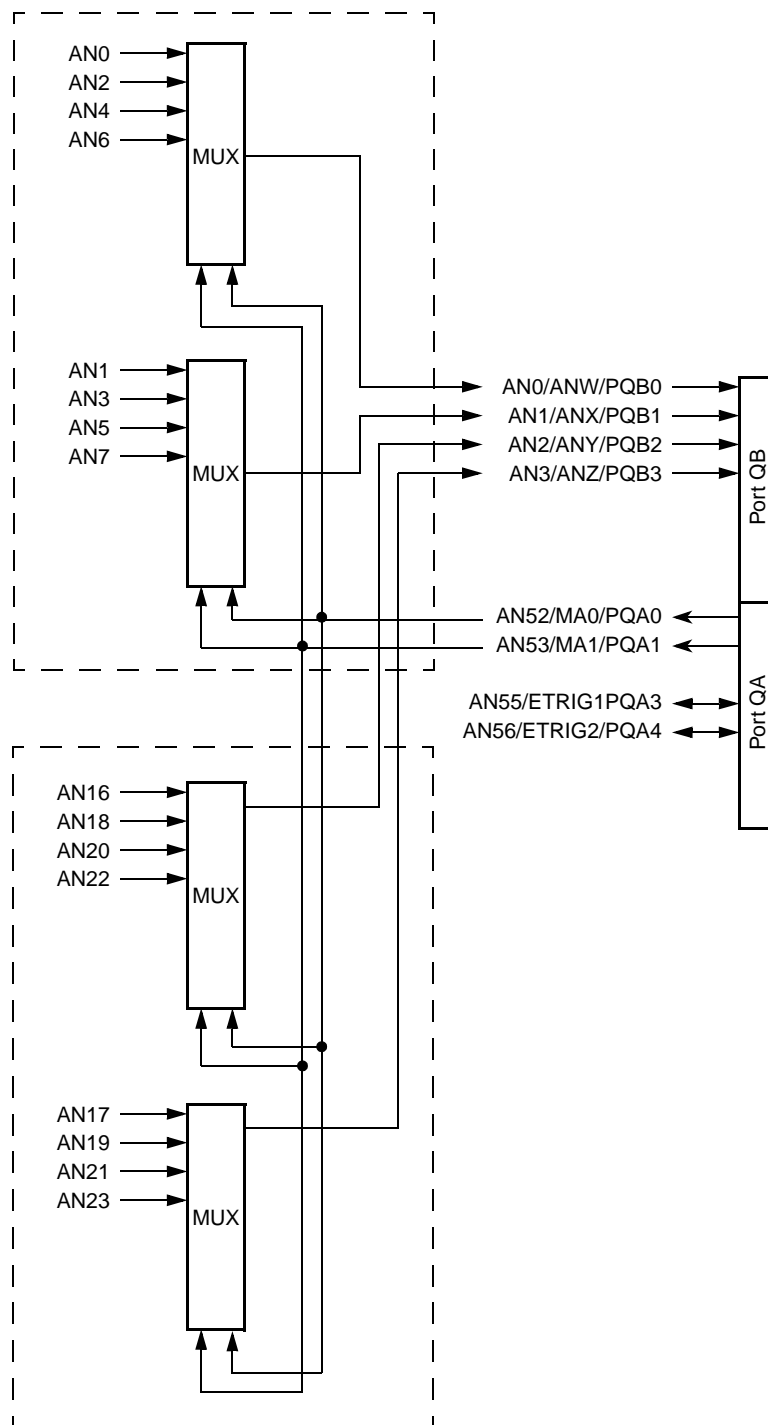 AN0
AN2
AN4
AN6
MUX
AN1
AN3
AN5
AN7
MUX
AN0/ANW/PQB0
AN1/ANX/PQB1
AN2/ANY/PQB2
AN3/ANZ/PQB3
Port QB
AN52/MA0/PQA0
AN53/MA1/PQA1
AN55/ETRIG1PQA3
AN56/ETRIG2/PQA4
Port QA
AN16
AN18
AN20
AN22
MUX
AN17
AN19
AN21
AN23
MUX